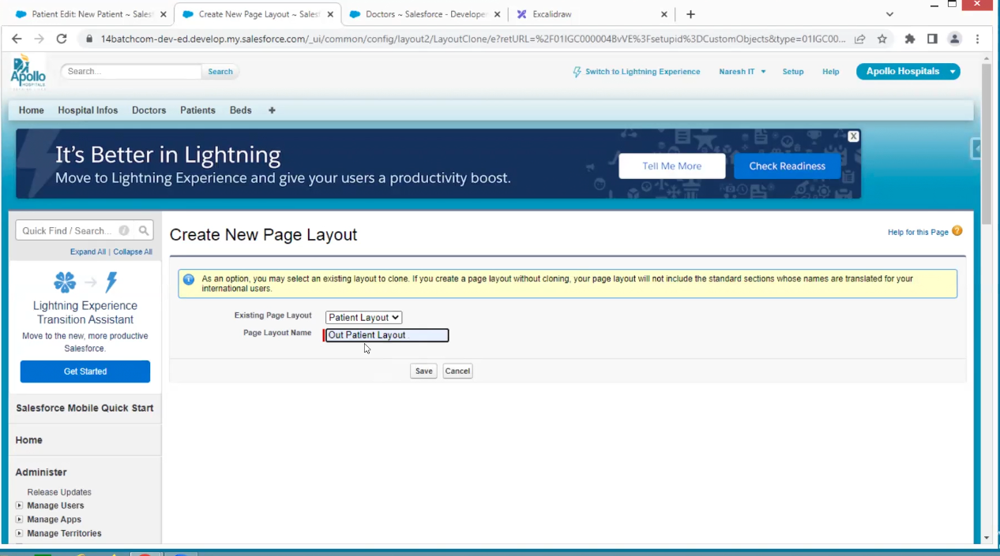 Patient Edit: New Patient ~ Sales
Create New Page Layout ~ Salesf
Doctors ~ Salesforce - Develope
Excalidraw
14batchcom-dev-ed.develop.my.salesforce.com/_ui/common/config/layout2/LayoutClone/e?retURL=%2F01IGC000004BvVE%3Fsetupid%3DCustomObjects&type=01IGC00...
Apollo
HOSPITALS
Search...
Search
Switch to Lightning Experience
Naresh IT
Setup
Help
Apollo Hospitals
Home
Hospital Infos
Doctors
Patients
Beds
It's Better in Lightning
Move to Lightning Experience and give your users a productivity boost.
Tell Me More
Check Readiness
X
Quick Find / Search...
Expand All | Collapse All
Lightning Experience
Transition Assistant
Move to the new, more productive
Salesforce.
Get Started
Salesforce Mobile Quick Start
Home
Administer
Release Updates
Manage Users
Manage Apps
Manage Territories
Create New Page Layout
Help for this Page
As an option, you may select an existing layout to clone. If you create a page layout without cloning, your page layout will not include the standard sections whose names are translated for your
international users.
Existing Page Layout
Patient Layout
Page Layout Name
Out Patient Layout
Save
Cancel